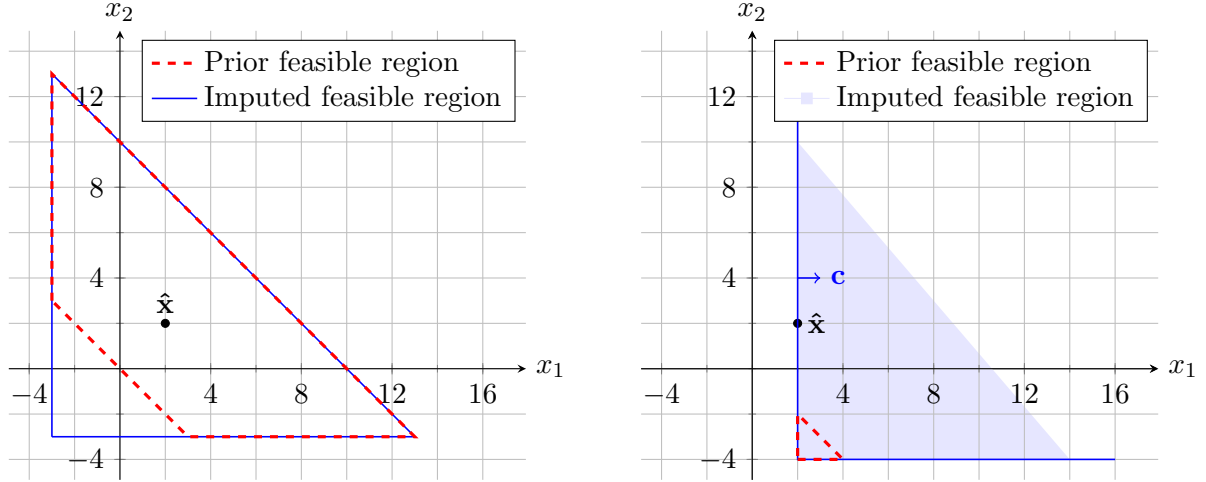 x₂
Prior feasible region
Imputed feasible region
12
8
4
x̂
x₁
−4
4
8
12
16
−4
x₂
Prior feasible region
Imputed feasible region
12
8
4
c
x̂
x₁
−4
4
8
12
16
−4